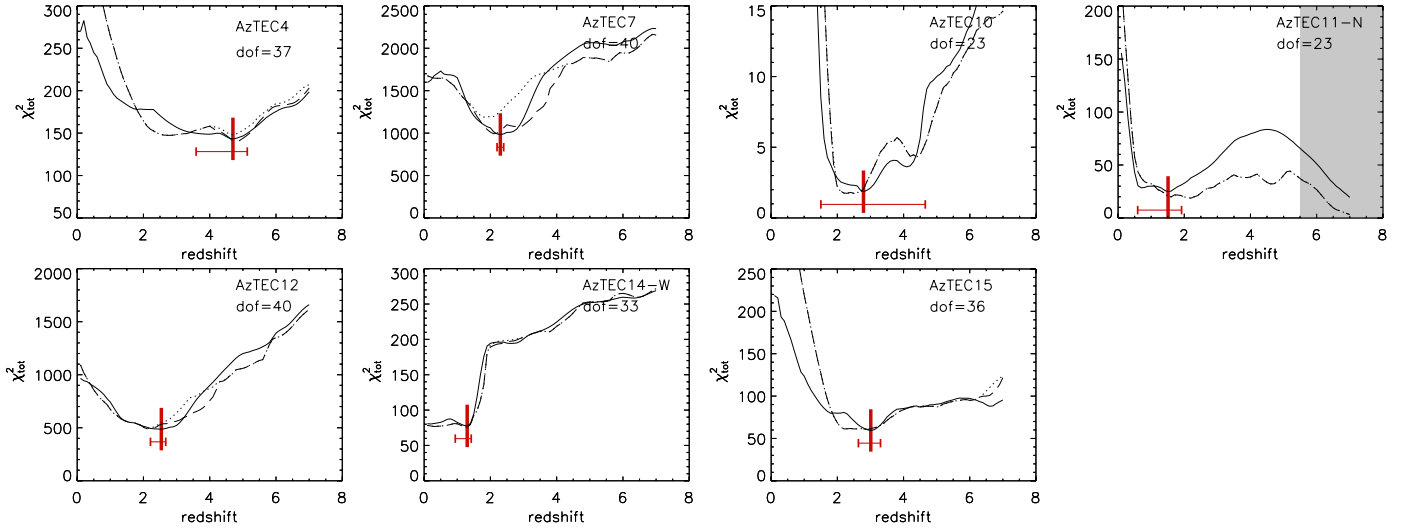 AzTEC4
dof=37
300
250
200
150
100
50
χ²tot
0 2 4 6 8
redshift
AzTEC7
dof=40
2500
2000
1500
1000
500
0
χ²tot
0 2 4 6 8
redshift
AzTEC10
dof=23
15
10
5
0
χ²tot
0 2 4 6 8
redshift
AzTEC11-N
dof=23
200
150
100
50
0
χ²tot
0 2 4 6 8
redshift
AzTEC12
dof=40
2000
1500
1000
500
0
χ²tot
0 2 4 6 8
redshift
AzTEC14-W
dof=33
300
250
200
150
100
50
0
χ²tot
0 2 4 6 8
redshift
AzTEC15
dof=36
250
200
150
100
50
0
χ²tot
0 2 4 6 8
redshift